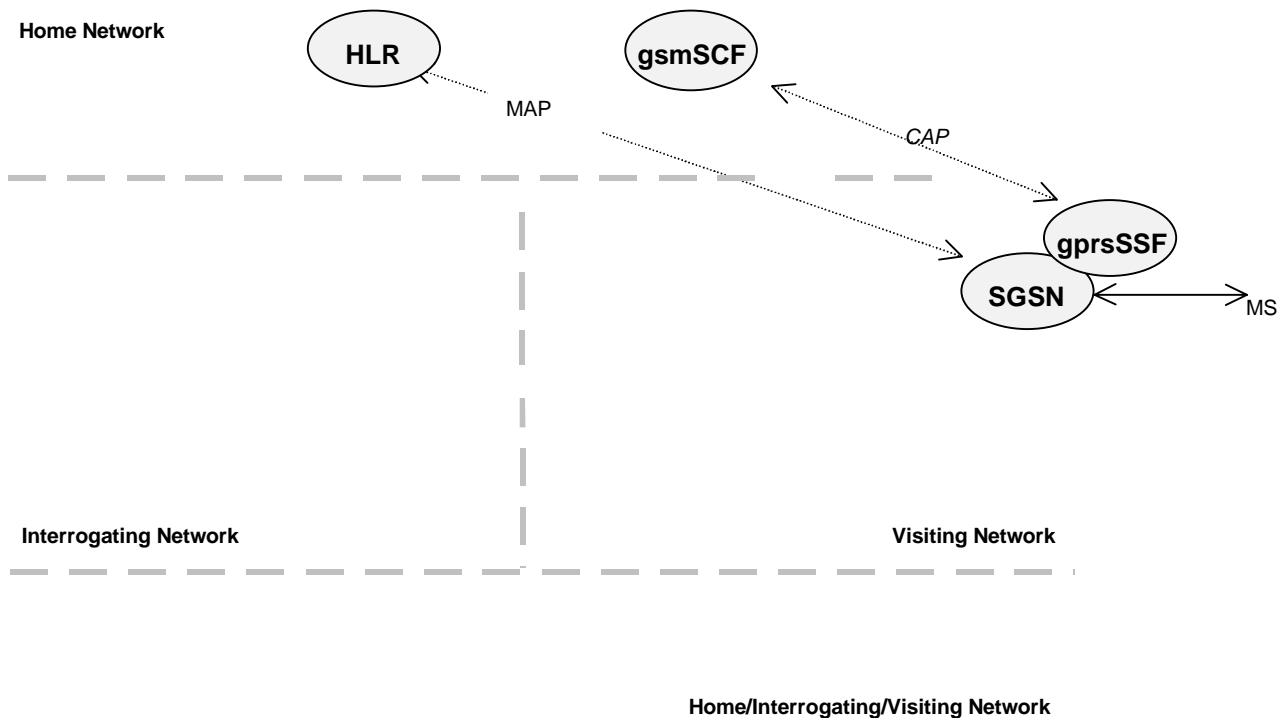 Home Network
HLR
gsmSCF
MAP
CAP
gprsSSF
SGSN
MS
Interrogating Network
Visiting Network
Home/Interrogating/Visiting Network